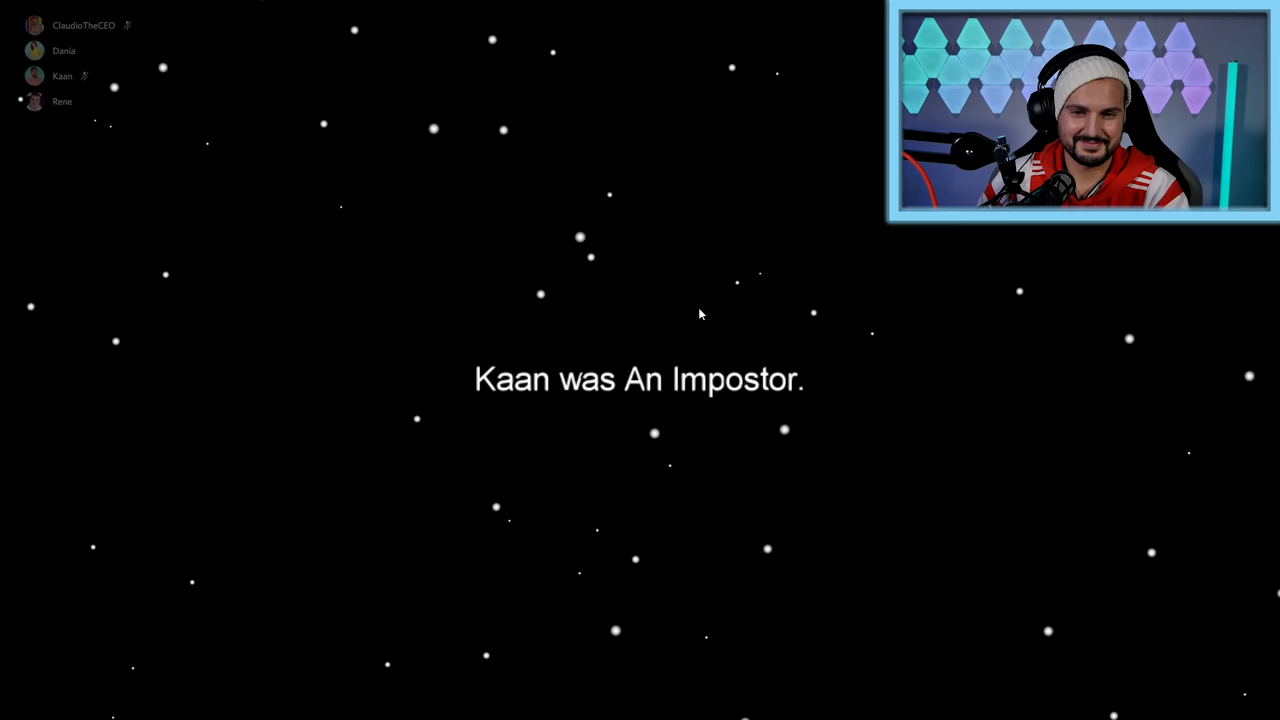 ClaudioTheCEO
Dania
Kaan
Rene
Kaan was An Impostor.